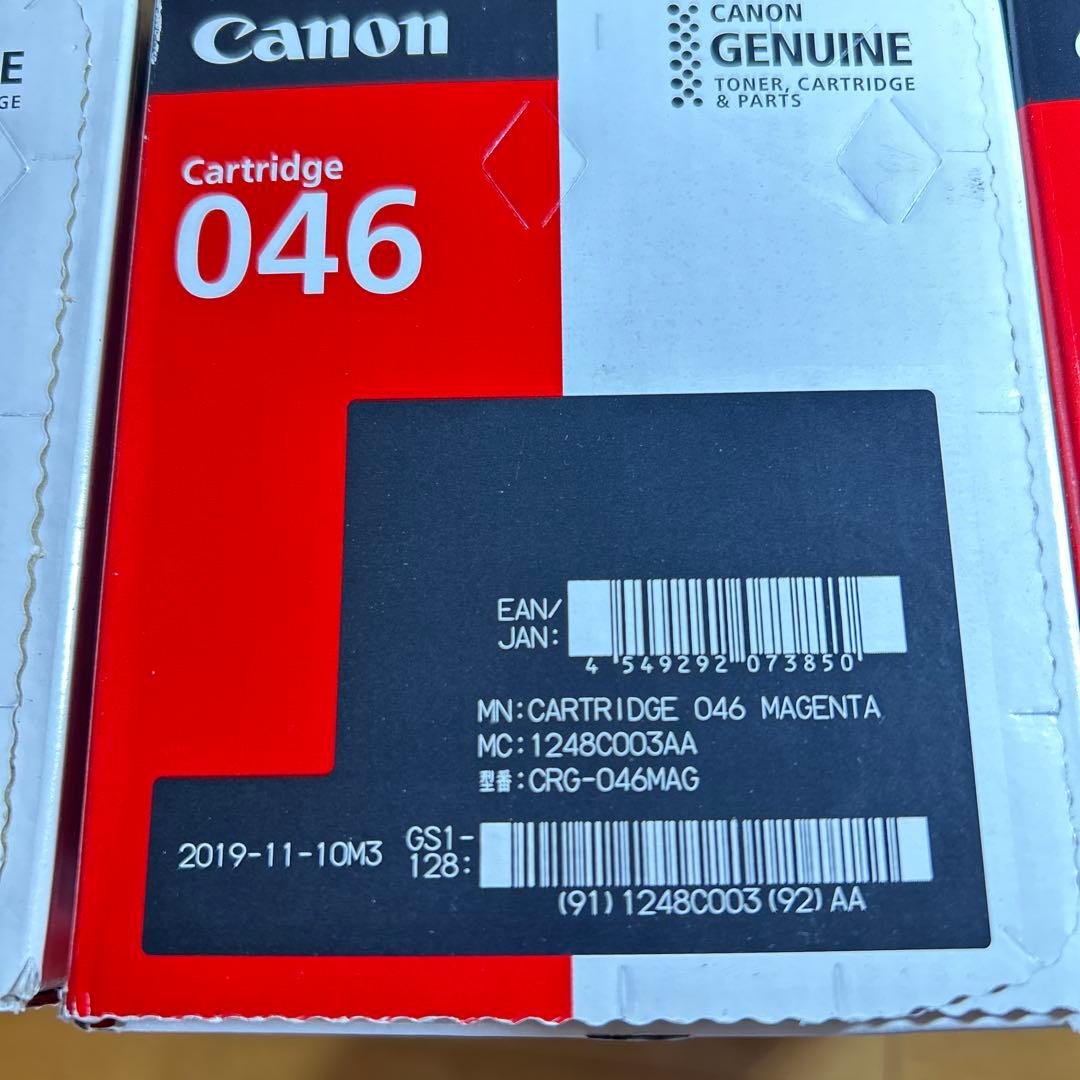 E
GE
Canon
CANON
GENUINE
TONER, CARTRIDGE
& PARTS
Cartridge
046
EAN/
JAN:
4 549292 073850
MN:CARTRIDGE 046 MAGENTA
MC:1248C003AA
型番:CRG-046MAG
2019-11-10M3
GS1-
128:
(91)1248C003(92)AA